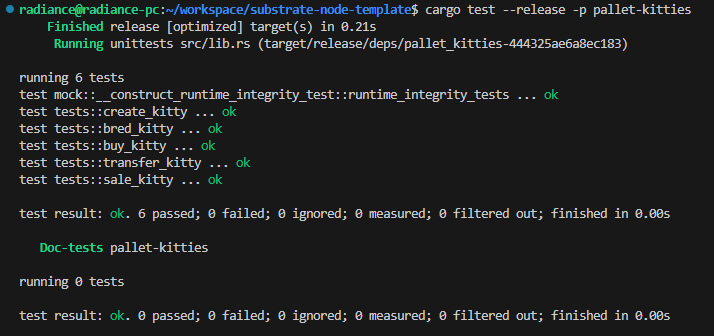 radiance@radiance-pc:~/workspace/substrate-node-template$ cargo test --release -p pallet-kitties
Finished release [optimized] target(s) in 0.21s
Running unittests src/lib.rs (target/release/deps/pallet_kitties-444325ae6a8ec183)
running 6 tests
test mock::__construct_runtime_integrity_test::runtime_integrity_tests ... ok
test tests::create_kitty ... ok
test tests::bred_kitty ... ok
test tests::buy_kitty ... ok
test tests::transfer_kitty ... ok
test tests::sale_kitty ... ok
test result: ok. 6 passed; 0 failed; 0 ignored; 0 measured; 0 filtered out; finished in 0.00s
Doc-tests pallet-kitties
running 0 tests
test result: ok. 0 passed; 0 failed; 0 ignored; 0 measured; 0 filtered out; finished in 0.00s